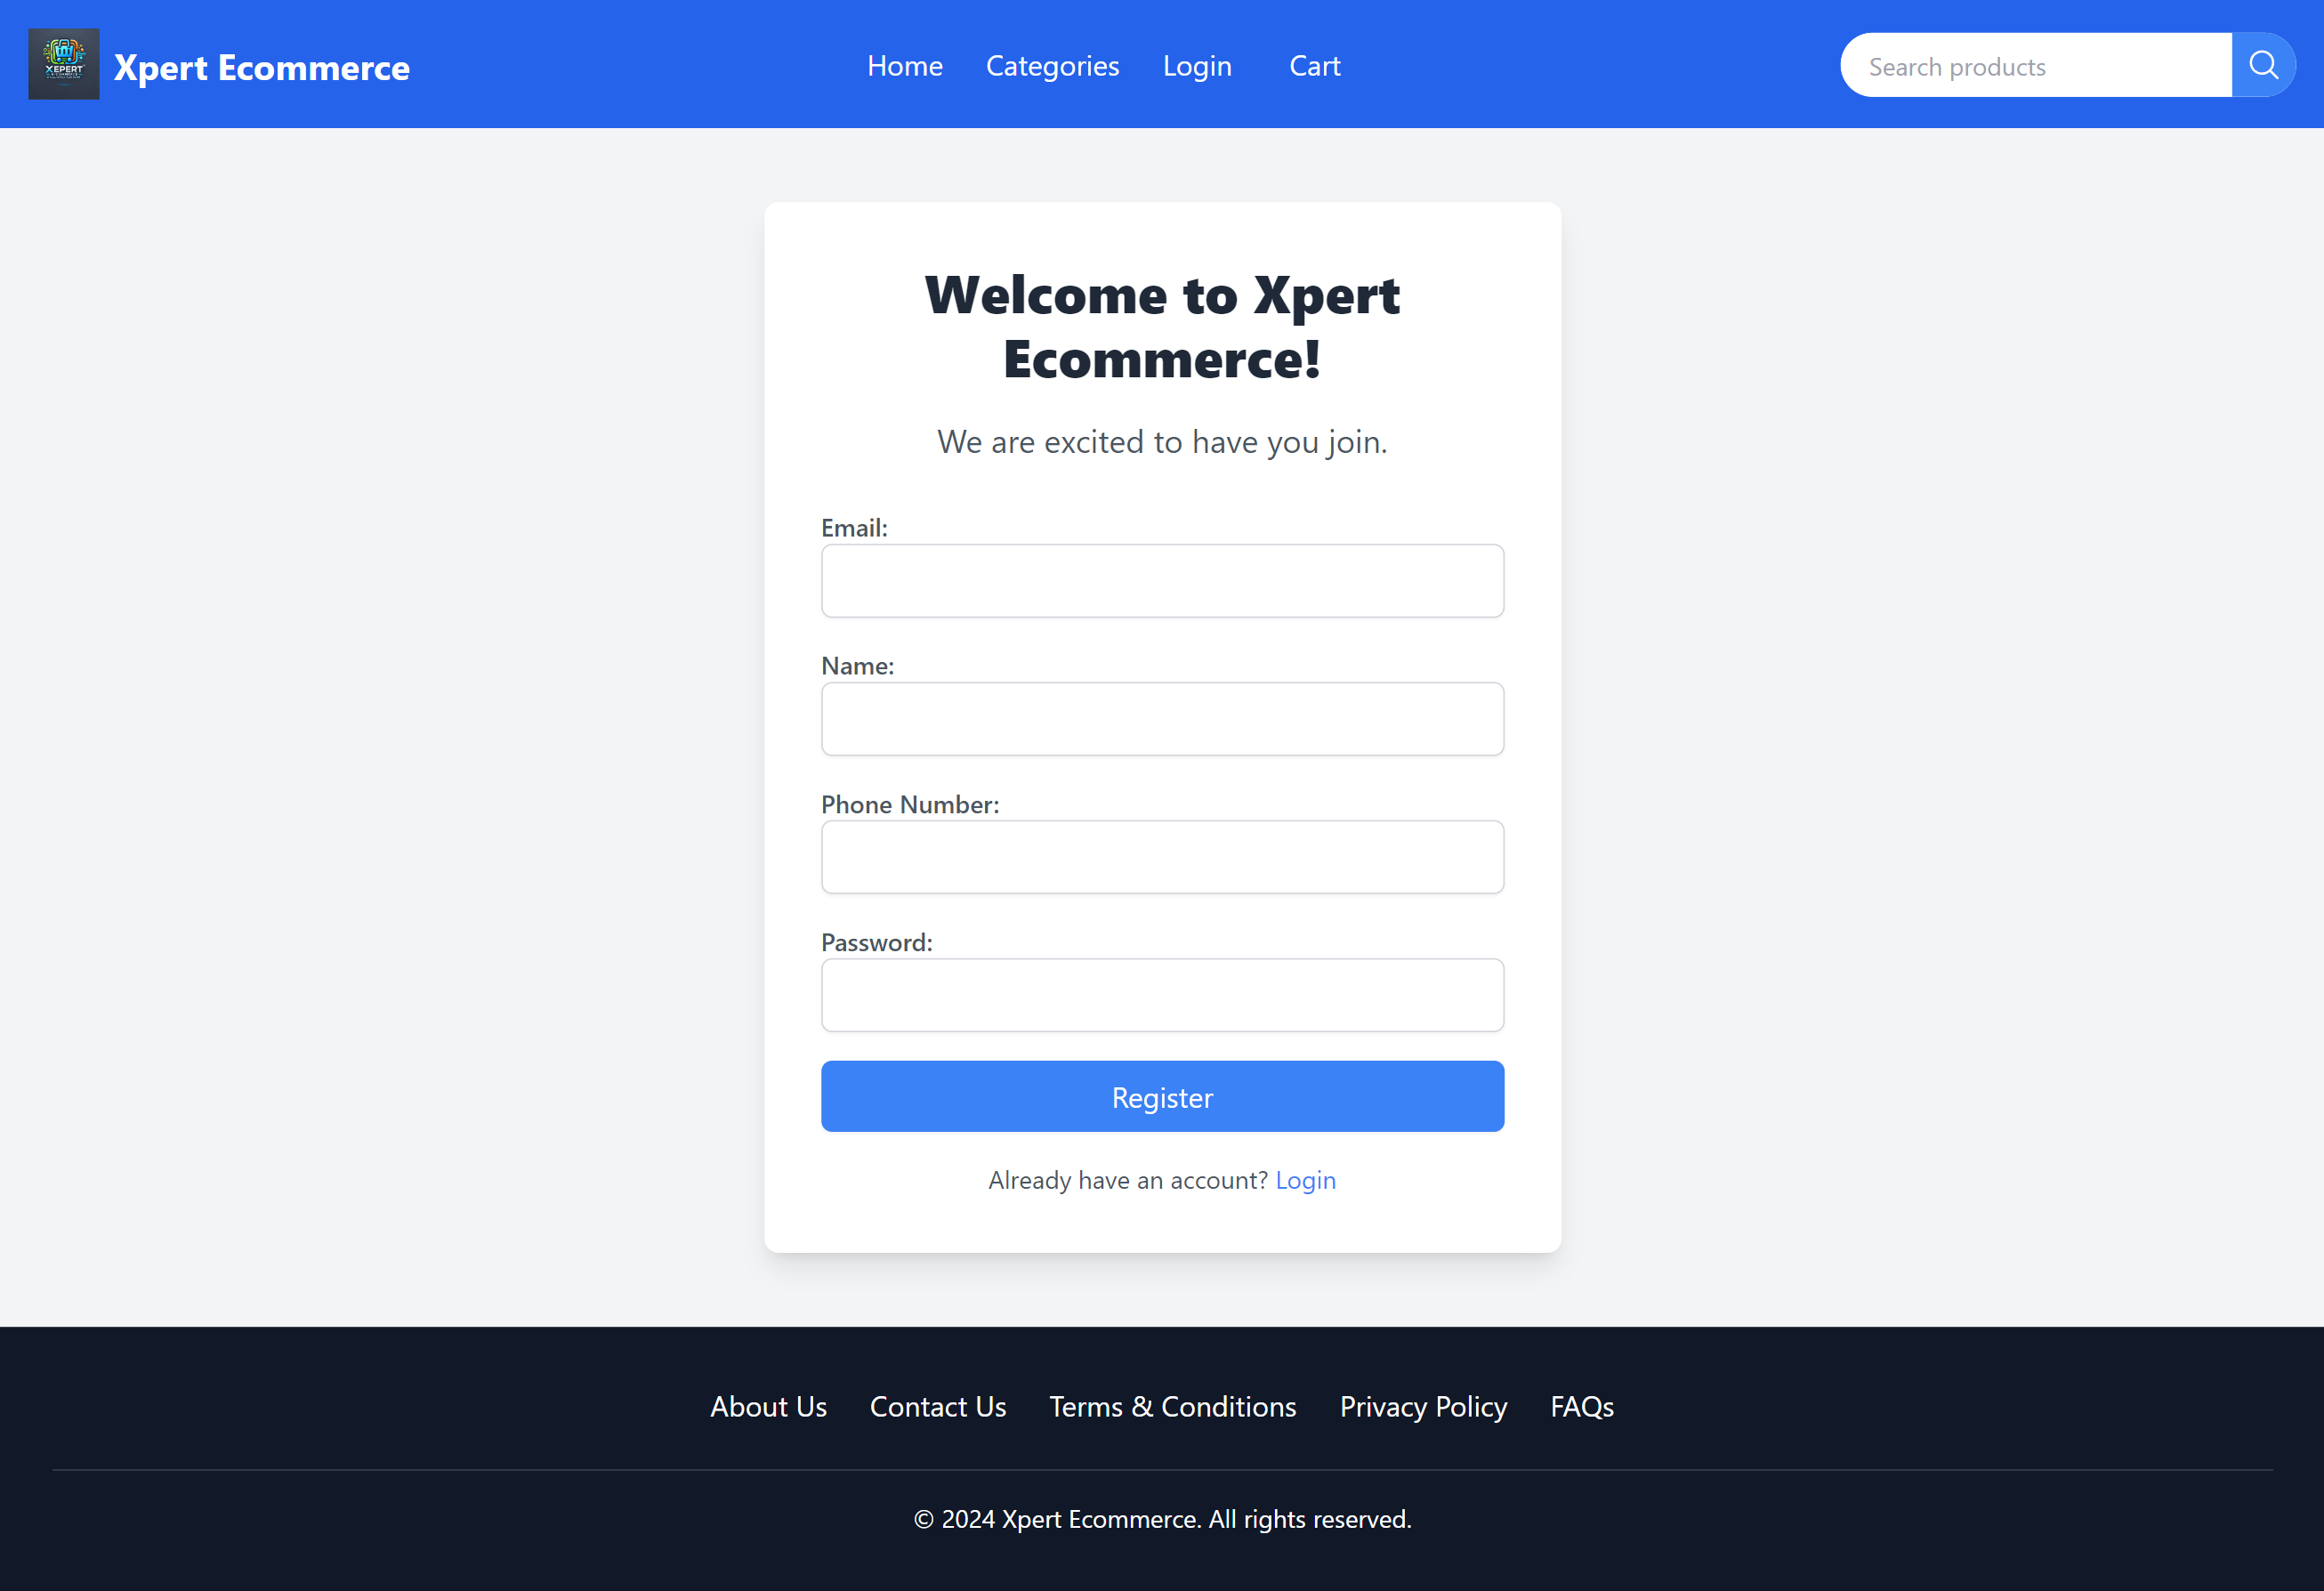 XEPERT
Xpert Ecommerce
Home
Categories
Login
Cart
Search products
Welcome to Xpert
Ecommerce!
We are excited to have you join.
Email:
Name:
Phone Number:
Password:
Register
Already have an account? Login
About Us
Contact Us
Terms & Conditions
Privacy Policy
FAQs
© 2024 Xpert Ecommerce. All rights reserved.